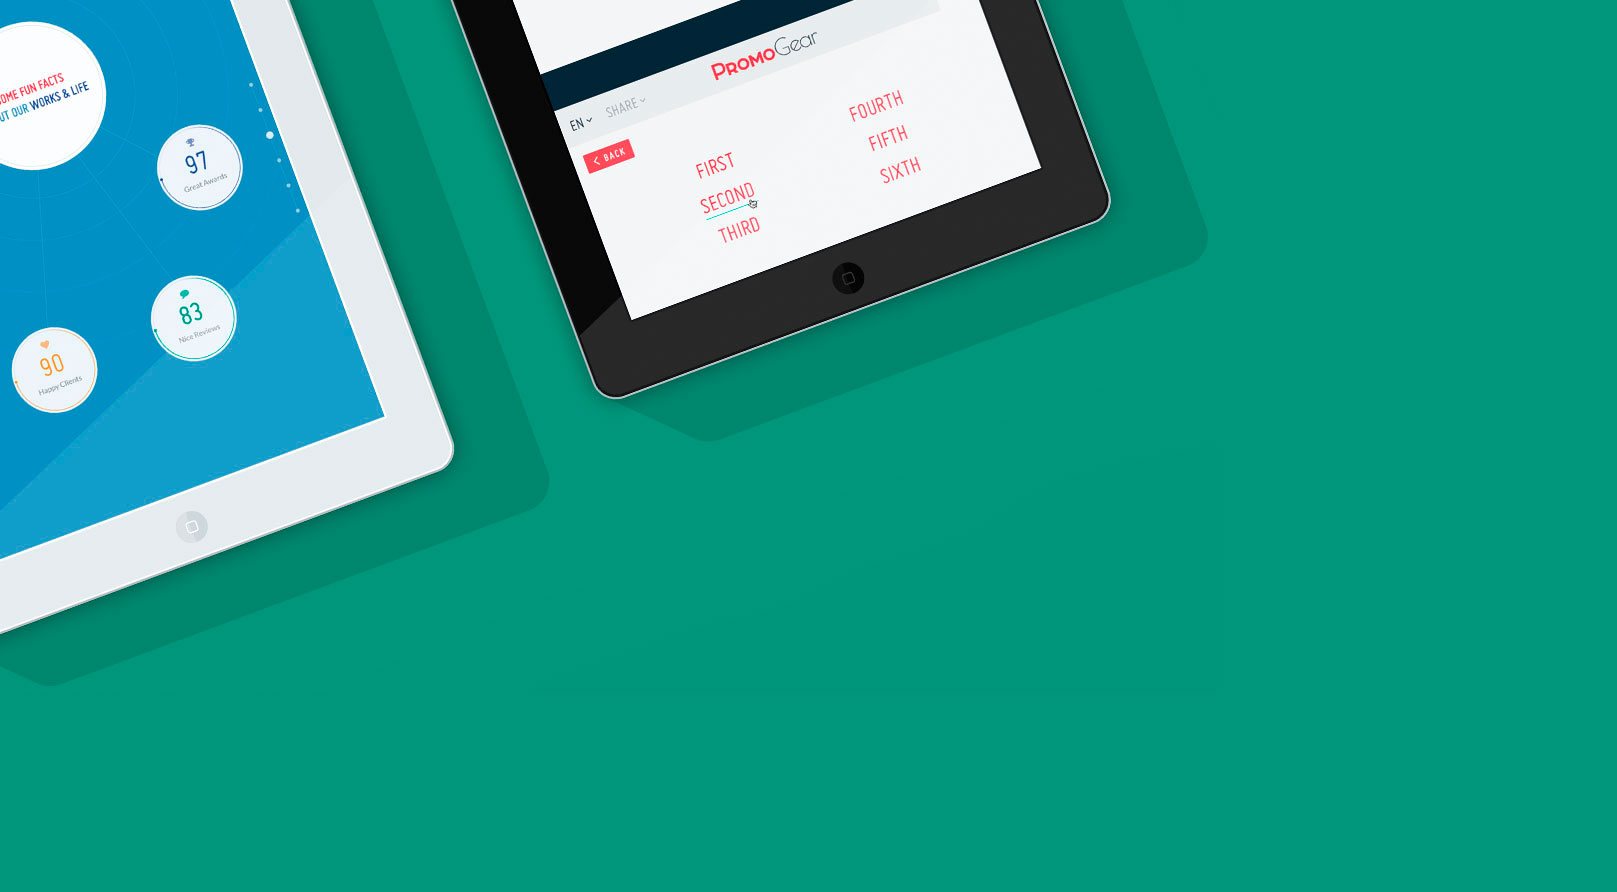 OME FUN FACTS
UT OUR WORKS & LIFE
97
Great Awards
83
Nice Reviews
90
Happy Clients
PROMOGear
EN
SHARE
< BACK
FIRST
SECOND
THIRD
FOURTH
FIFTH
SIXTH